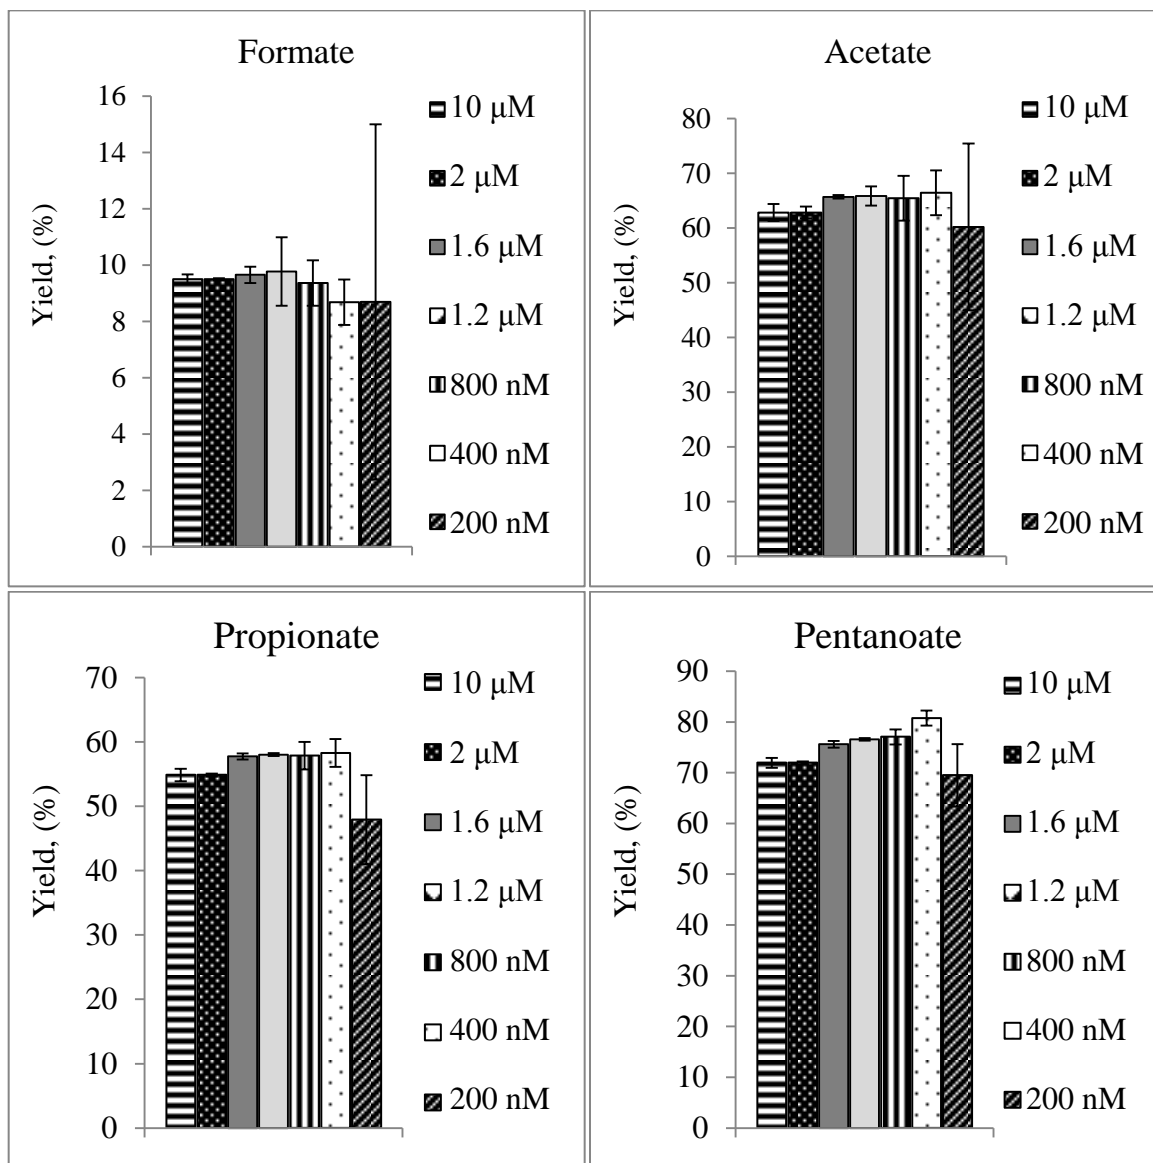 Formate
16
14
12
10
8
6
4
2
0
Yield, (%)
10 μM
2 μM
1.6 μM
1.2 μM
800 nM
400 nM
200 nM
Acetate
80
70
60
50
40
30
20
10
0
Yield, (%)
10 μM
2 μM
1.6 μM
1.2 μM
800 nM
400 nM
200 nM
Propionate
70
60
50
40
30
20
10
0
Yield, (%)
10 μM
2 μM
1.6 μM
1.2 μM
800 nM
400 nM
200 nM
Pentanoate
90
80
70
60
50
40
30
20
10
0
Yield, (%)
10 μM
2 μM
1.6 μM
1.2 μM
800 nM
400 nM
200 nM